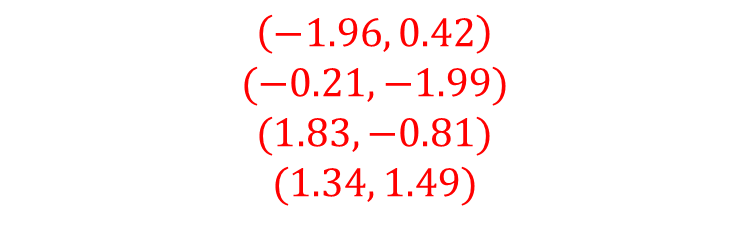 (−1.96, 0.42)
(−0.21, −1.99)
(1.83, −0.81)
(1.34, 1.49)